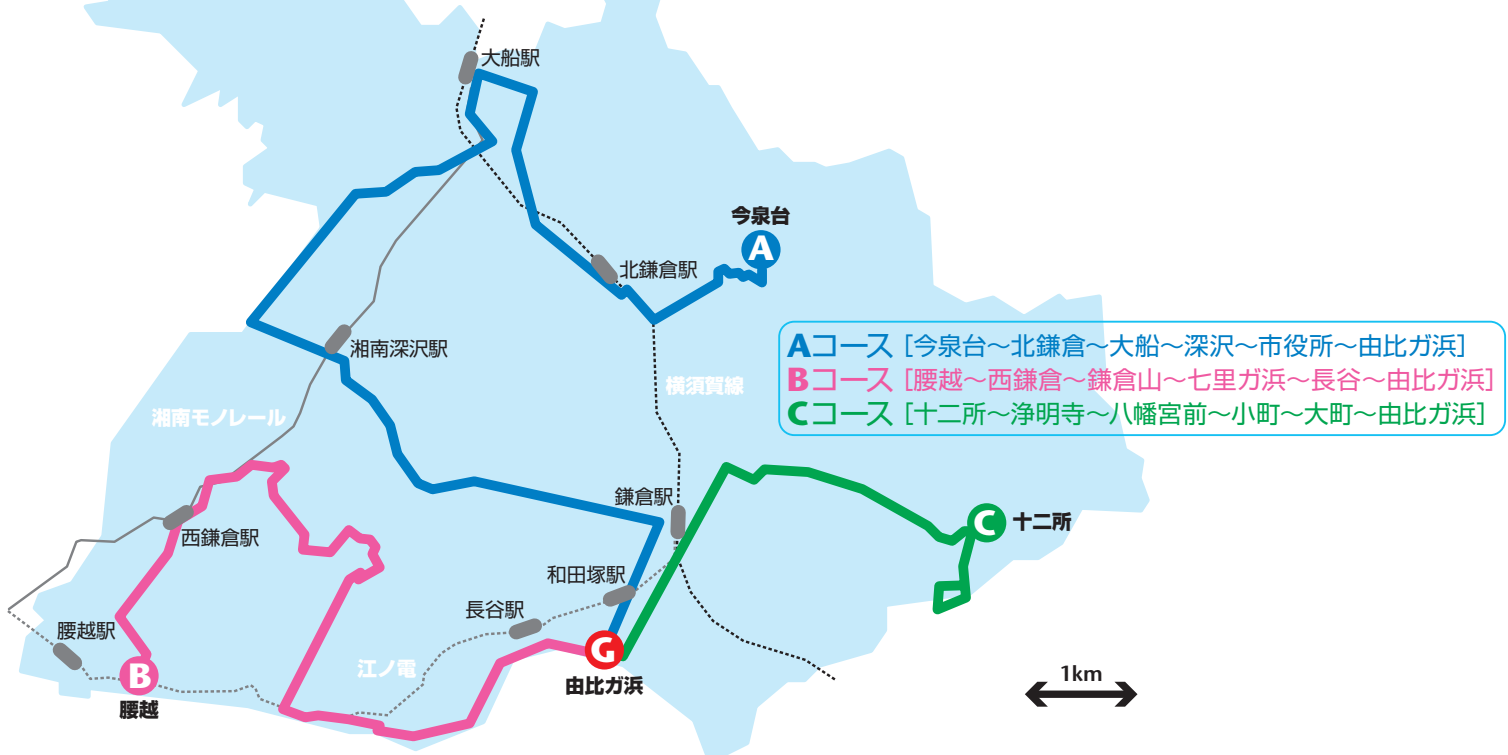 大船駅
今泉台
A
北鎌倉駅
湘南深沢駅
Aコース [今泉台～北鎌倉～大船～深沢～市役所～由比ガ浜]
Bコース [腰越～西鎌倉～鎌倉山～七里ガ浜～長谷～由比ガ浜]
Cコース [十二所～浄明寺～八幡宮前～小町～大町～由比ガ浜]
横須賀線
湘南モノレール
鎌倉駅
C 十二所
西鎌倉駅
和田塚駅
長谷駅
腰越駅
G
由比ガ浜
江ノ電
B
腰越
1km